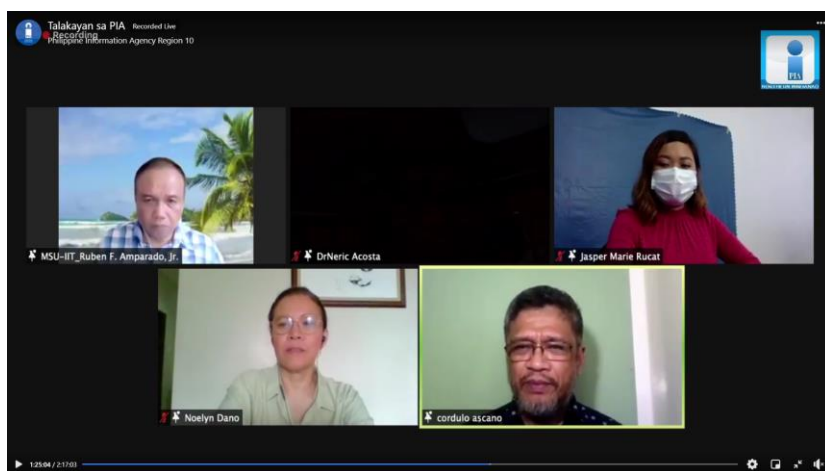 Talakayan sa PIA Recorded Live
Recording
Philippine Information Agency Region 10
PIA
MSU-IIT_Ruben F. Amparado, Jr.
DrNeric Acosta
Jasper Marie Rucat
Noelyn Dano
cordulo ascano
1:25:04 / 2:17:03